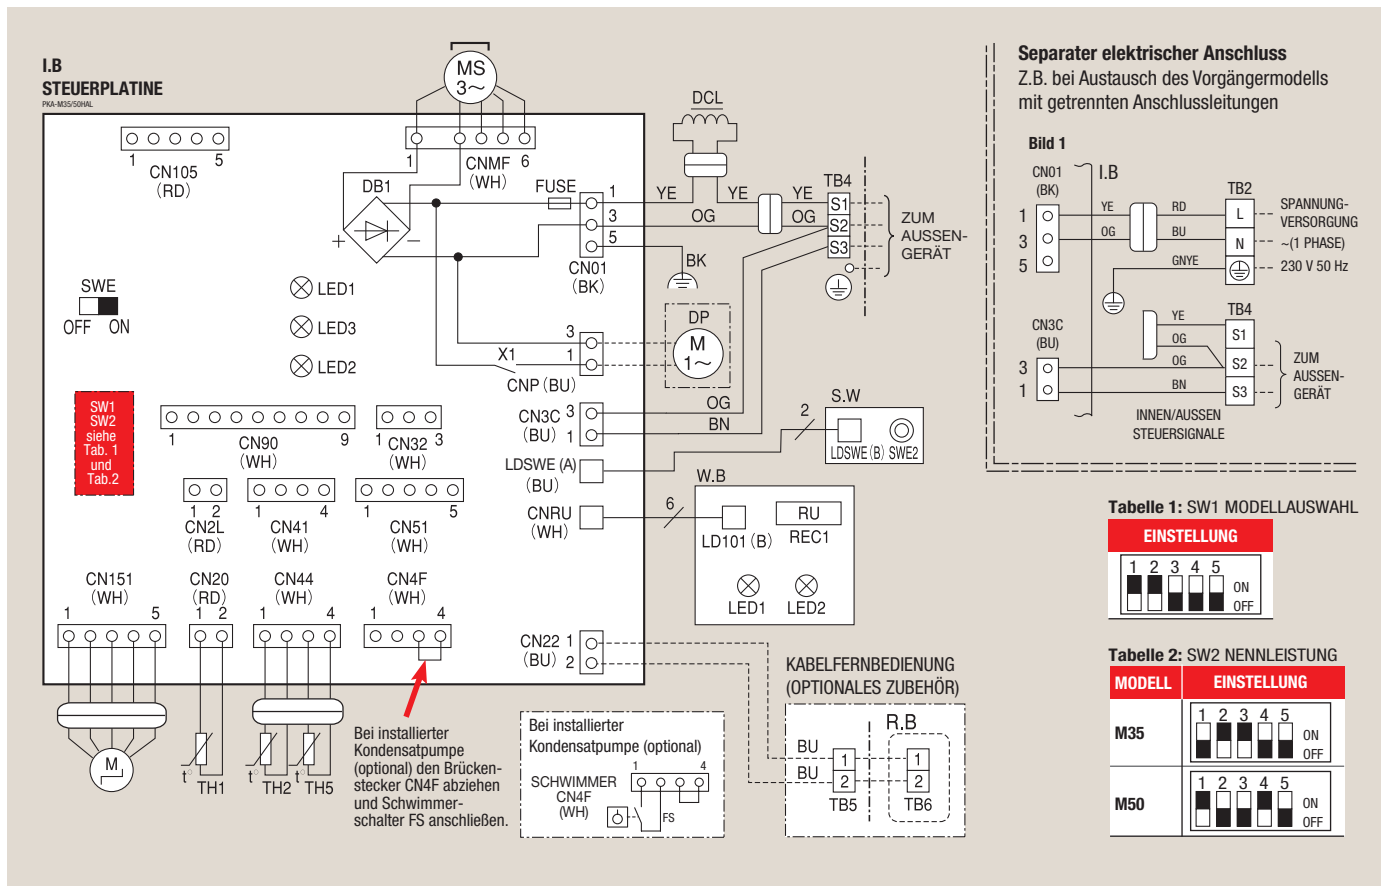 I.B
STEUERPLATINE
PKA-M35/50HAL
MS
3~
1 5
CN105
(RD)
1 CNMF 6
(WH)
DB1
+ −
FUSE
1
3
5
CN01
(BK)
DCL
YE YE YE
OG OG
BK
TB4
S1
S2
S3
ZUM
AUSSEN-
GERÄT
SWE
OFF ON
LED1
LED3
LED2
X1
3
1
CNP (BU)
DP
M
1~
SW1
SW2
siehe
Tab. 1
und
Tab.2
1 9
CN90
(WH)
1 3
CN32
(WH)
CN3C 3
(BU) 1
OG
BN
LDSWE (A)
(BU)
2
S.W
LDSWE (B) SWE2
1 2
CN2L
(RD)
1 4
CN41
(WH)
1 5
CN51
(WH)
CNRU
(WH)
6
W.B
LD101 (B)
RU
REC1
LED1 LED2
CN151
(WH)
1 5
CN20
(RD)
1 2
CN44
(WH)
1 4
CN4F
(WH)
1 4
CN22 1
(BU) 2
M
t° TH1
t° TH2
t° TH5
Bei installierter
Kondensatpumpe
(optional) den Brücken-
stecker CN4F abziehen
und Schwimmer-
schalter FS anschließen.
Bei installierter
Kondensatpumpe (optional)
1 4
SCHWIMMER
CN4F
(WH)
FS
KABELFERNBEDIENUNG
(OPTIONALES ZUBEHÖR)
R.B
BU
BU
1
2
TB5
1
2
TB6
Separater elektrischer Anschluss
Z.B. bei Austausch des Vorgängermodells
mit getrennten Anschlussleitungen
Bild 1
CN01
(BK)
I.B
1
3
5
YE RD
OG BU
GNYE
TB2
L
N
SPANNUNG-
VERSORGUNG
~(1 PHASE)
230 V 50 Hz
CN3C
(BU)
3
1
YE
OG
OG
BN
TB4
S1
S2
S3
ZUM
AUSSEN-
GERÄT
INNEN/AUSSEN
STEUERSIGNALE
Tabelle 1: SW1 MODELLAUSWAHL
EINSTELLUNG
1 2 3 4 5
ON
OFF
Tabelle 2: SW2 NENNLEISTUNG
MODELL EINSTELLUNG
M35
1 2 3 4 5
ON
OFF
M50
1 2 3 4 5
ON
OFF